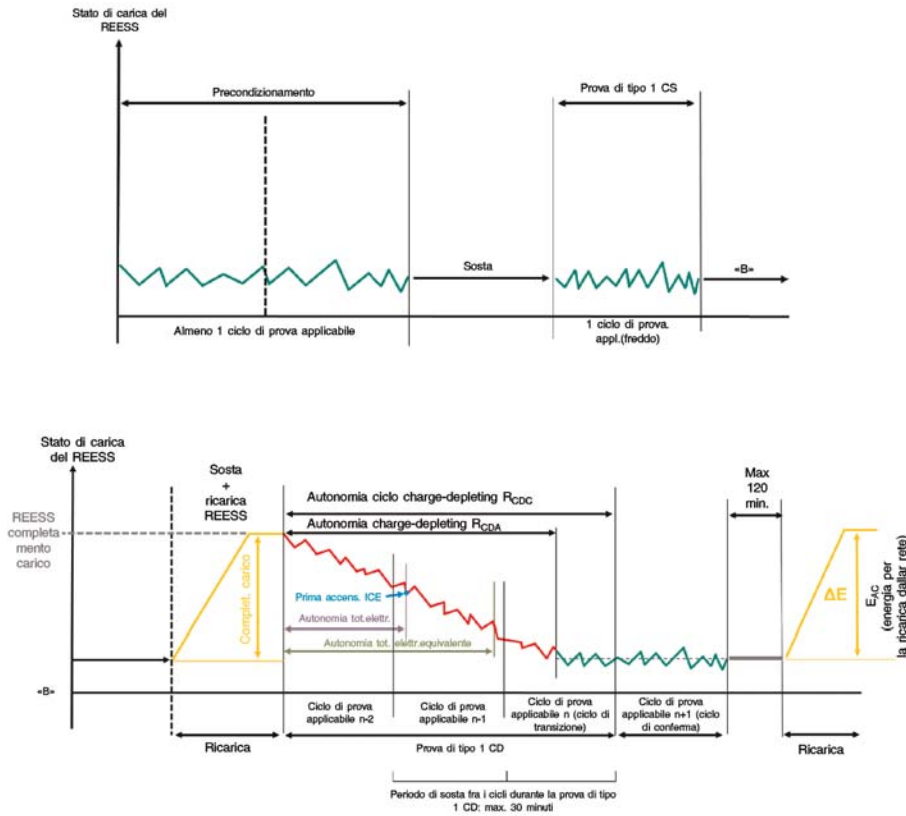 Stato di carica del
REESS
Precondizionamento
Prova di tipo 1 CS
Sosta
«B»
Almeno 1 ciclo di prova applicabile
1 ciclo di prova.
appl.(freddo)
Stato di carica
del REESS
Sosta
+
ricarica
REESS
Max
120
min.
Autonomia ciclo charge-depleting RCDC
REESS
completa
mento
carico
Autonomia charge-depleting RCDA
Complet. carico
Prima accens. ICE
Autonomia tot.elettr.
Autonomia tot. elettr.equivalente
ΔE
EAC
(energia per
la ricarica dallar rete)
«B»
Ciclo di prova
applicabile n-2
Ciclo di prova
applicabile n-1
Ciclo di prova
applicabile n (ciclo di
transizione)
Ciclo di prova
applicabile n+1 (ciclo
di conferma)
Ricarica
Prova di tipo 1 CD
Ricarica
Periodo di sosta fra i cicli durante la prova di tipo
1 CD: max. 30 minuti